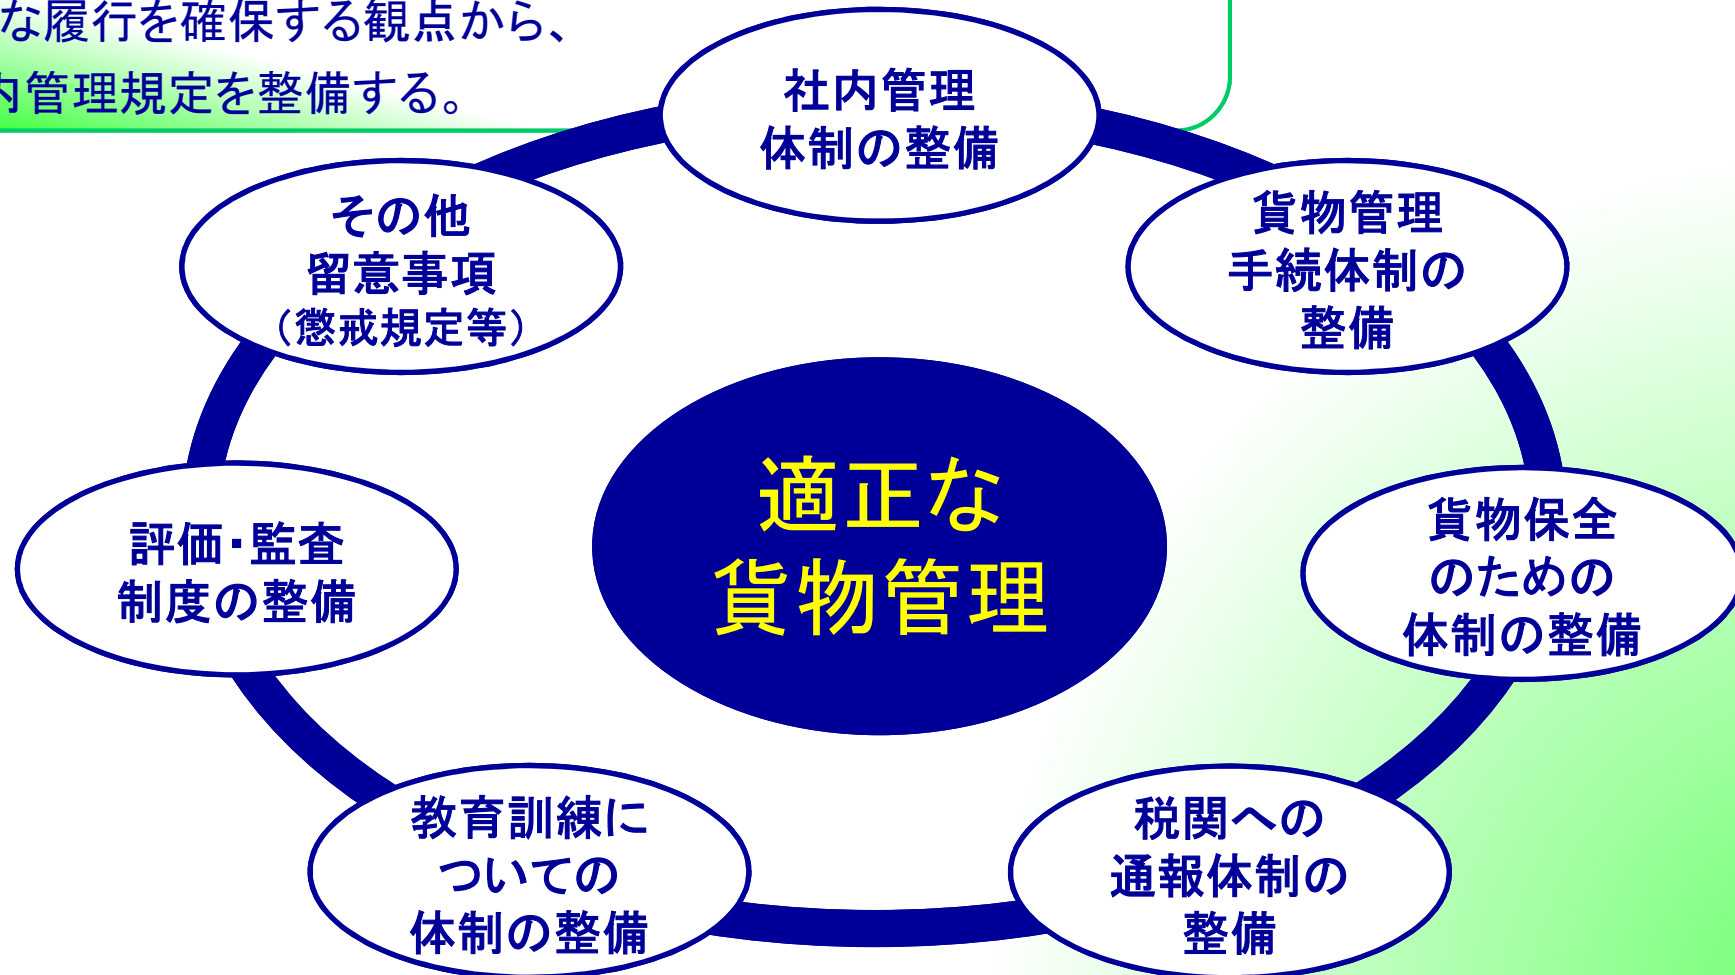 な履行を確保する観点から、
内管理規定を整備する。
社内管理
体制の整備
貨物管理
手続体制の
整備
貨物保全
のための
体制の整備
税関への
通報体制の
整備
教育訓練に
ついての
体制の整備
評価・監査
制度の整備
その他
留意事項
（懲戒規定等）
適正な
貨物管理